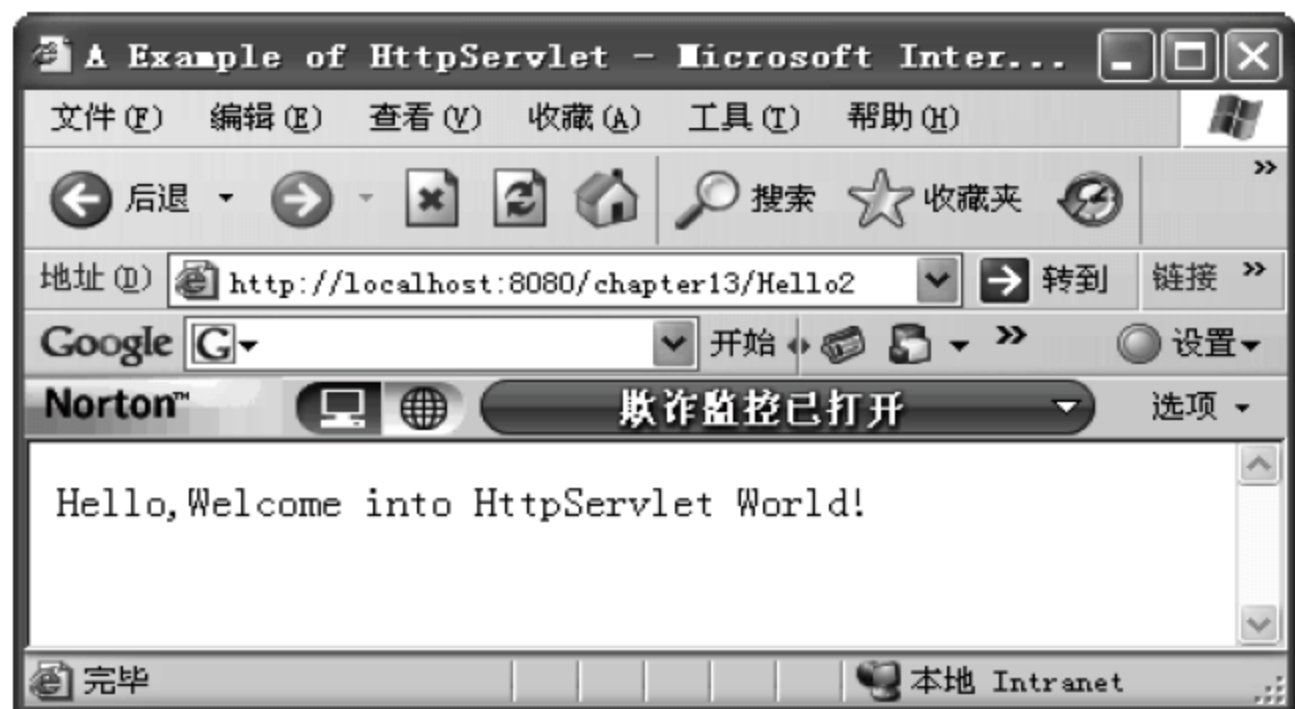 A Example of HttpServlet - Microsoft Inter...
文件(F) 编辑(E) 查看(V) 收藏(A) 工具(T) 帮助(H)
后退 搜索 收藏夹 »
地址(D) http://localhost:8080/chapter13/Hello2 转到 链接 »
Google G 开始 » 设置
Norton™ 欺诈监控已打开 选项
Hello,Welcome into HttpServlet World!
完毕 本地 Intranet